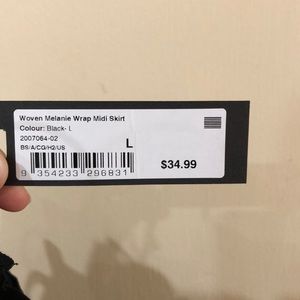 Woven Melanie Wrap Midi Skirt
Colour: Black- L
2007064-02
BS/A/CG/H2/US
L
$34.99
9 354233 296831